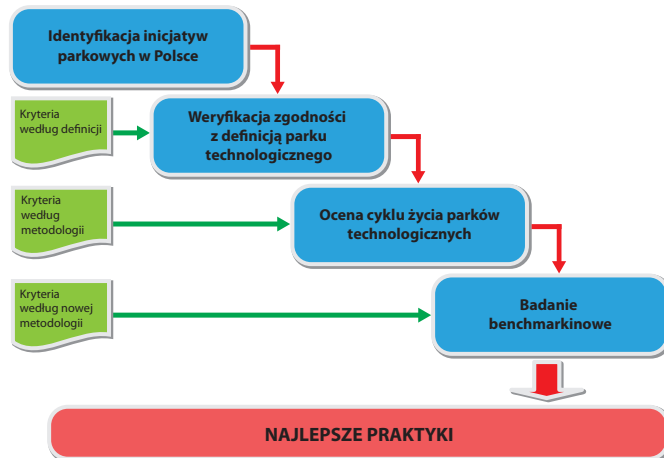 Identyfikacja inicjatyw
parkowych w Polsce
Kryteria
według definicji
Weryfikacja zgodności
z definicją parku
technologicznego
Kryteria
według
metodologii
Ocena cyklu życia parków
technologicznych
Kryteria
według nowej
metodologii
Badanie
benchmarkinowe
NAJLEPSZE PRAKTYKI